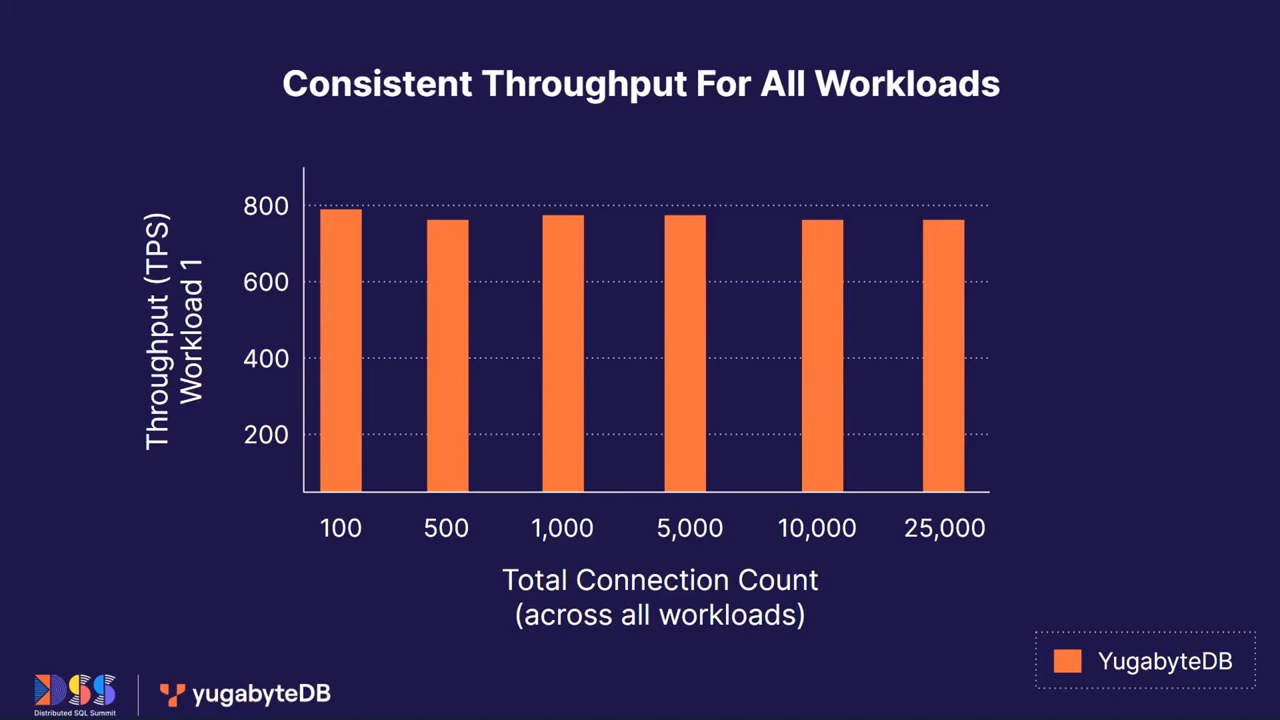 Consistent Throughput For All Workloads
Throughput (TPS)
Workload 1
800
600
400
200
100 500 1,000 5,000 10,000 25,000
Total Connection Count
(across all workloads)
YugabyteDB
DSS
Distributed SQL Summit
yugabyteDB